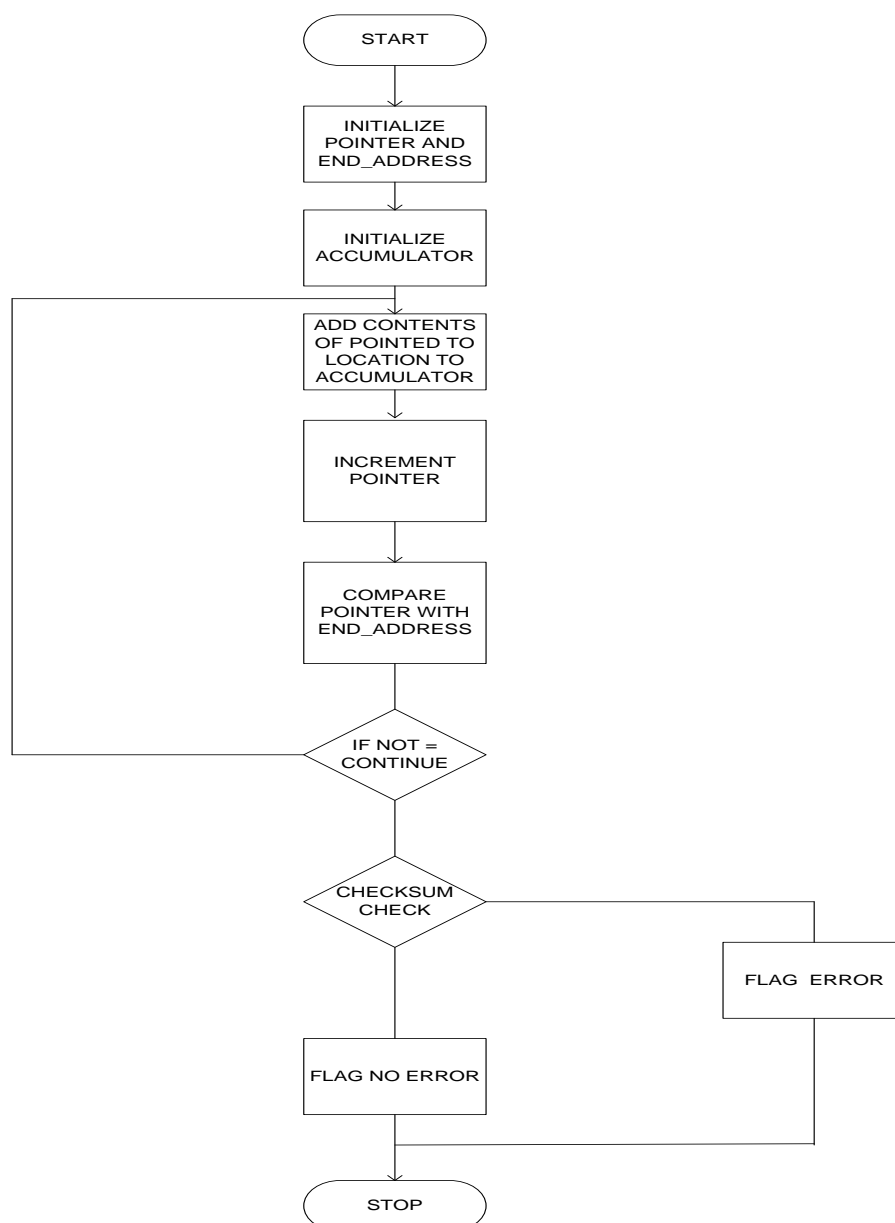 START
INITIALIZE
POINTER AND
END_ADDRESS
INITIALIZE
ACCUMULATOR
ADD CONTENTS
OF POINTED TO
LOCATION TO
ACCUMULATOR
INCREMENT
POINTER
COMPARE
POINTER WITH
END_ADDRESS
IF NOT =
CONTINUE
CHECKSUM
CHECK
FLAG  ERROR
FLAG NO ERROR
STOP